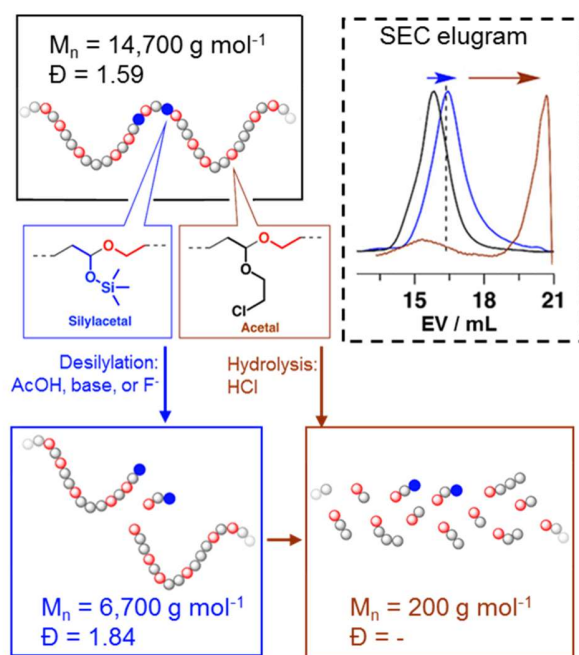 Mn = 14,700 g mol-1
Đ = 1.59
SEC elugram
15 18 21
EV / mL
O
O Si
Silylacetal
O
O
Cl
Acetal
Desilylation:
AcOH, base, or F-
Hydrolysis:
HCl
Mn = 6,700 g mol-1
Đ = 1.84
Mn = 200 g mol-1
Đ = -